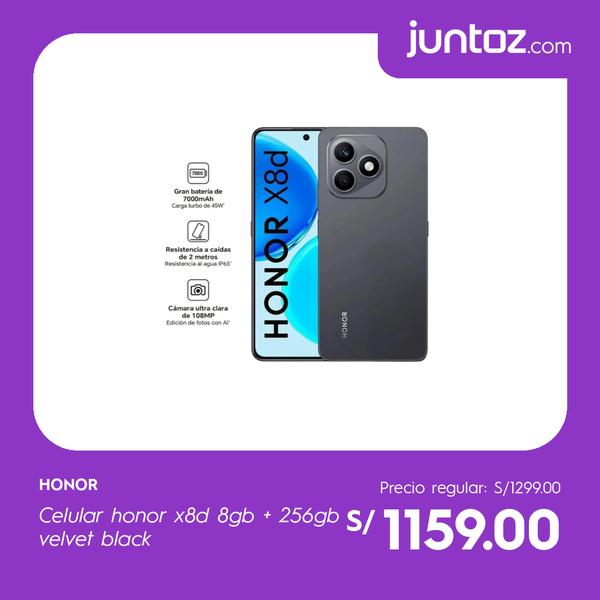 juntoz.com
7000
Gran batería de
7000mAh
Carga turbo de 45W*
Resistencia a caídas
de 2 metros
Resistencia al agua IP65*
Cámara ultra clara
de 108MP
Edición de fotos con AI*
HONOR X8d
HONOR
HONOR
Precio regular: S/1299.00
Celular honor x8d 8gb + 256gb
velvet black
S/ 1159.00